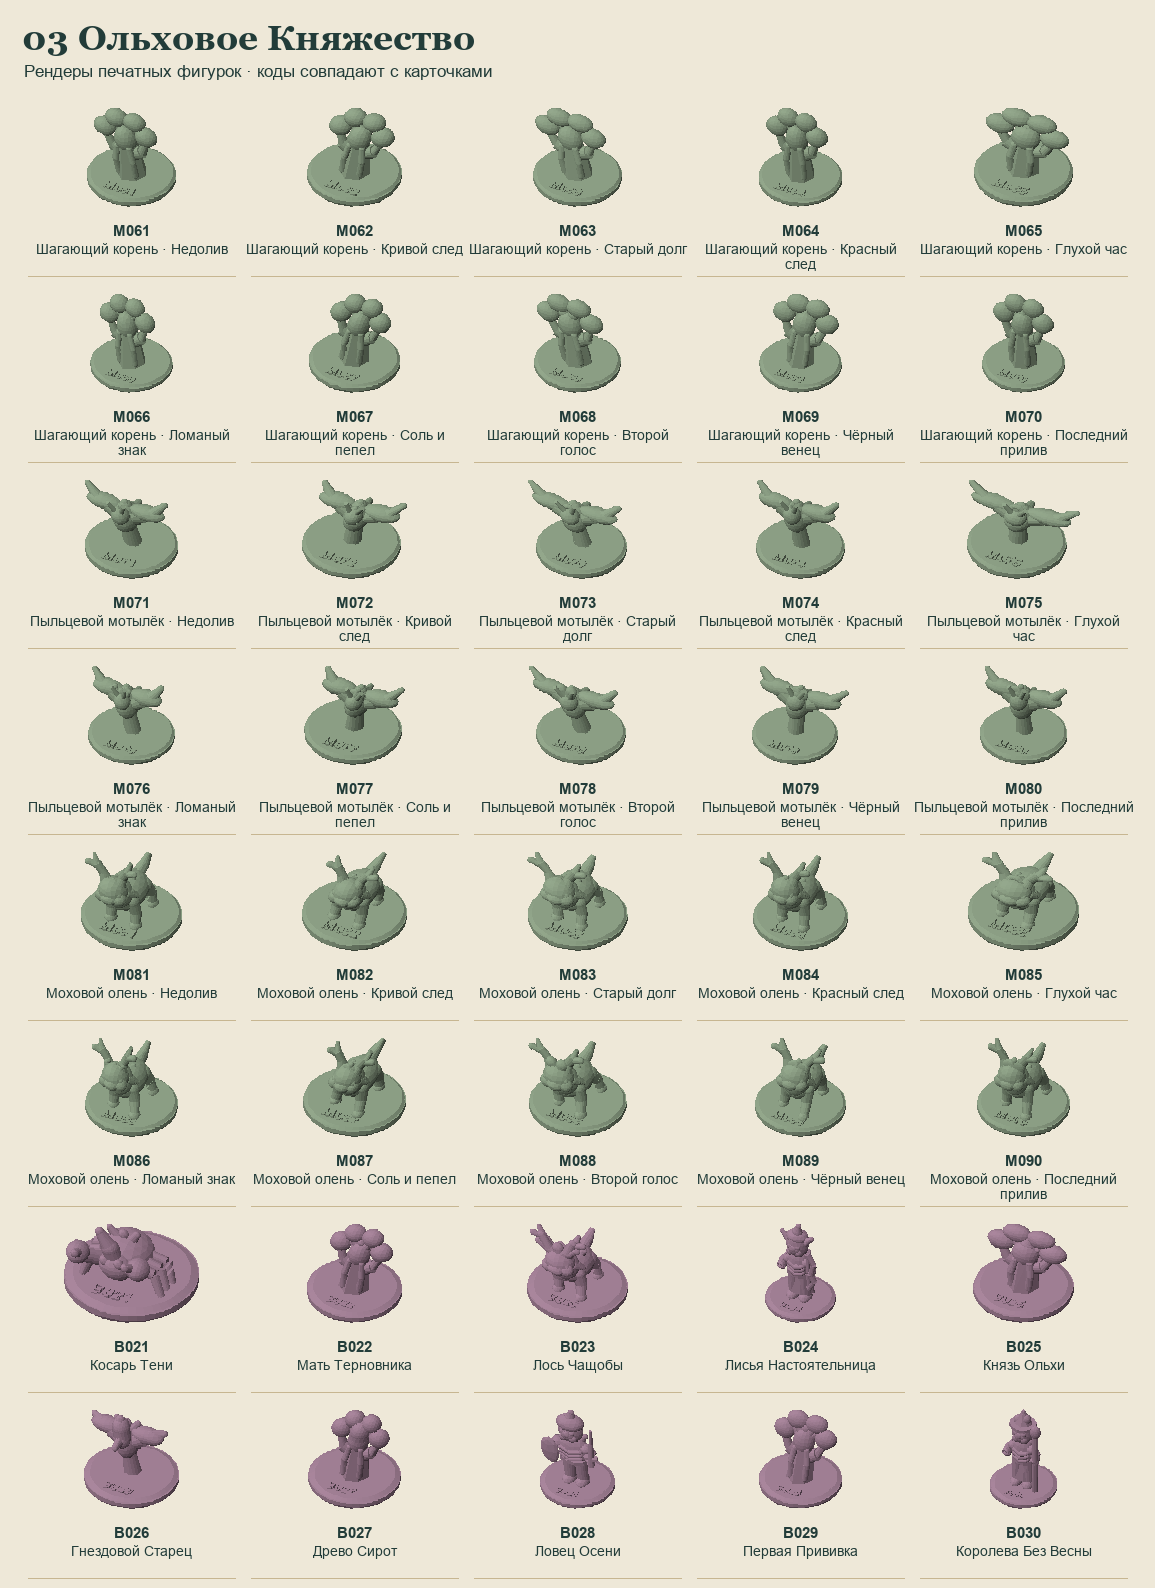 03 Ольховое Княжество
Рендеры печатных фигурок · коды совпадают с карточками
M061
Шагающий корень · Недолив
M062
Шагающий корень · Кривой след
M063
Шагающий корень · Старый долг
M064
Шагающий корень · Красный
след
M065
Шагающий корень · Глухой час
M066
Шагающий корень · Ломаный
знак
M067
Шагающий корень · Соль и
пепел
M068
Шагающий корень · Второй
голос
M069
Шагающий корень · Чёрный
венец
M070
Шагающий корень · Последний
прилив
M071
Пыльцевой мотылёк · Недолив
M072
Пыльцевой мотылёк · Кривой
след
M073
Пыльцевой мотылёк · Старый
долг
M074
Пыльцевой мотылёк · Красный
след
M075
Пыльцевой мотылёк · Глухой
час
M076
Пыльцевой мотылёк · Ломаный
знак
M077
Пыльцевой мотылёк · Соль и
пепел
M078
Пыльцевой мотылёк · Второй
голос
M079
Пыльцевой мотылёк · Чёрный
венец
M080
Пыльцевой мотылёк · Последний
прилив
M081
Моховой олень · Недолив
M082
Моховой олень · Кривой след
M083
Моховой олень · Старый долг
M084
Моховой олень · Красный след
M085
Моховой олень · Глухой час
M086
Моховой олень · Ломаный знак
M087
Моховой олень · Соль и пепел
M088
Моховой олень · Второй голос
M089
Моховой олень · Чёрный венец
M090
Моховой олень · Последний
прилив
B021
Косарь Тени
B022
Мать Терновника
B023
Лось Чащобы
B024
Лисья Настоятельница
B025
Князь Ольхи
B026
Гнездовой Старец
B027
Древо Сирот
B028
Ловец Осени
B029
Первая Прививка
B030
Королева Без Весны